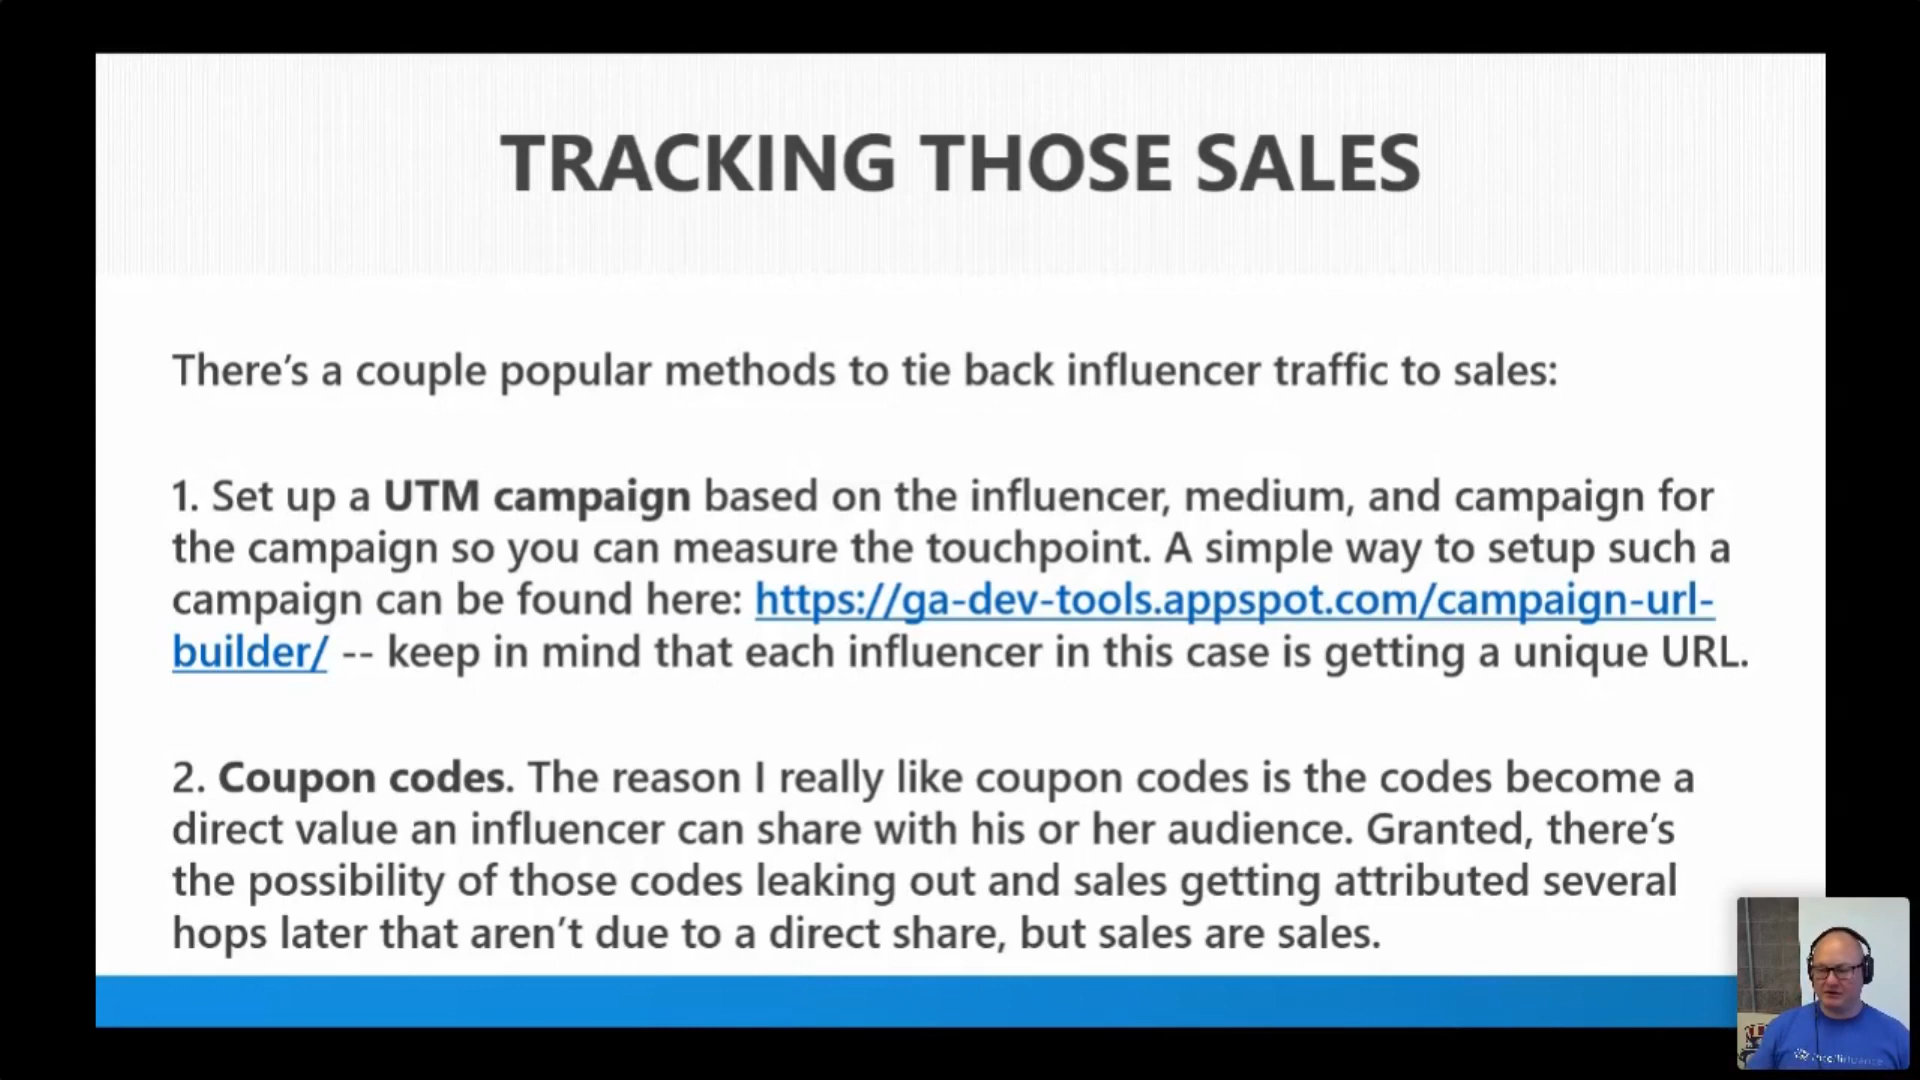 TRACKING THOSE SALES
There’s a couple popular methods to tie back influencer traffic to sales:
1. Set up a UTM campaign based on the influencer, medium, and campaign for
the campaign so you can measure the touchpoint. A simple way to setup such a
campaign can be found here: https://ga-dev-tools.appspot.com/campaign-url-
builder/ -- keep in mind that each influencer in this case is getting a unique URL.
2. Coupon codes. The reason I really like coupon codes is the codes become a
direct value an influencer can share with his or her audience. Granted, there’s
the possibility of those codes leaking out and sales getting attributed several
hops later that aren’t due to a direct share, but sales are sales.